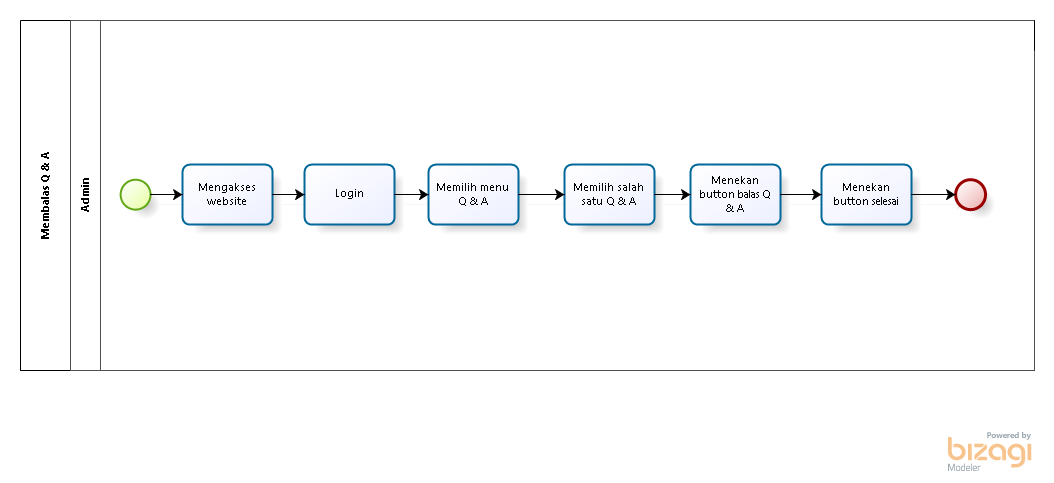 Membalas Q & A
Admin
Mengakses
website
Login
Memilih menu
Q & A
Memilih salah
satu Q & A
Menekan
button balas Q
& A
Menekan
button selesai
Powered by
bizagi
Modeler